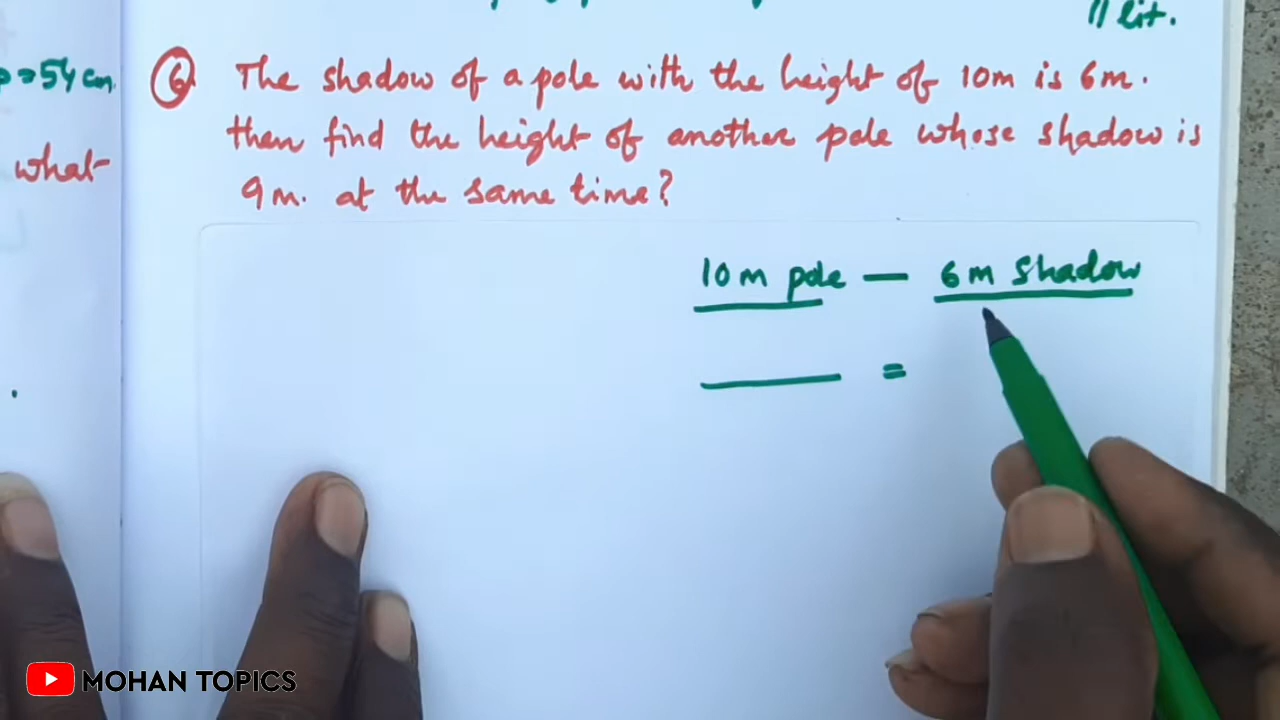 11 lit.
⇒54 cm.
what
6 The shadow of a pole with the height of 10m is 6m.
then find the height of another pole whose shadow is
9m. at the same time?
10m pole — 6m shadow
=
MOHAN TOPICS